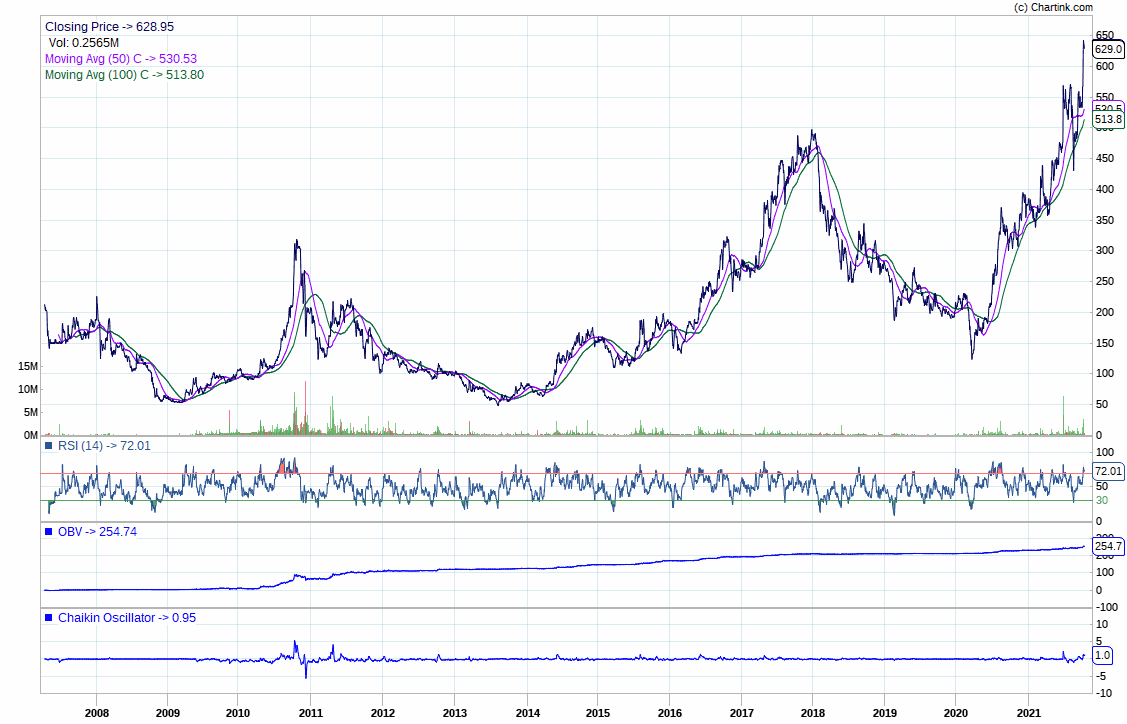 (c) Chartink.com
Closing Price -> 628.95
Vol: 0.2565M
Moving Avg (50) C -> 530.53
Moving Avg (100) C -> 513.80
650
629.0
600
550
530.5
513.8
500
450
400
350
300
250
200
150
100
50
0
15M
10M
5M
0M
RSI (14) -> 72.01
100
72.01
50
30
0
OBV -> 254.74
300
254.7
200
100
0
-100
Chaikin Oscillator -> 0.95
10
5
1.0
-5
-10
2008 2009 2010 2011 2012 2013 2014 2015 2016 2017 2018 2019 2020 2021